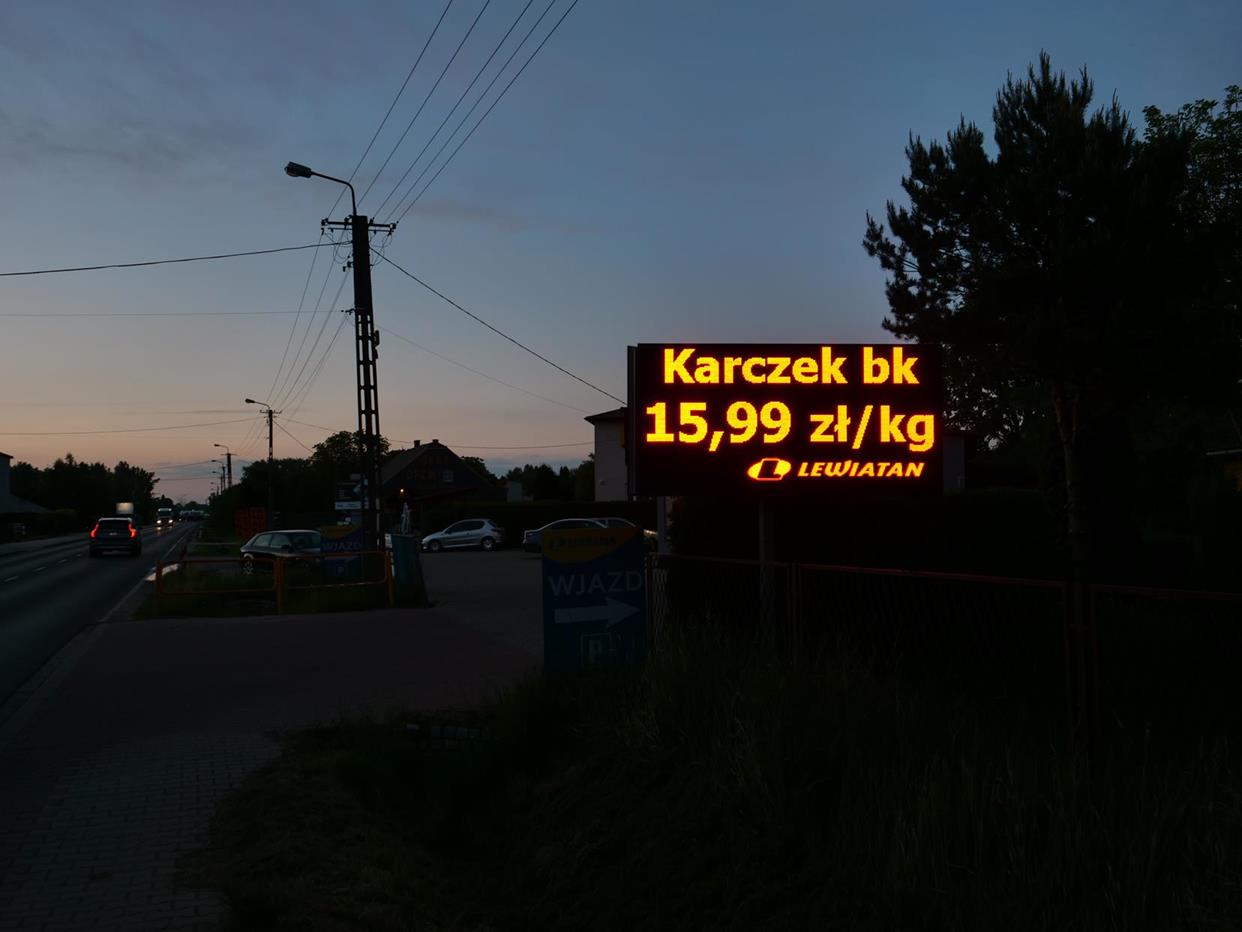 Karczek bk
15,99 zł/kg
LEWIATAN
WJAZD
P
WJAZD